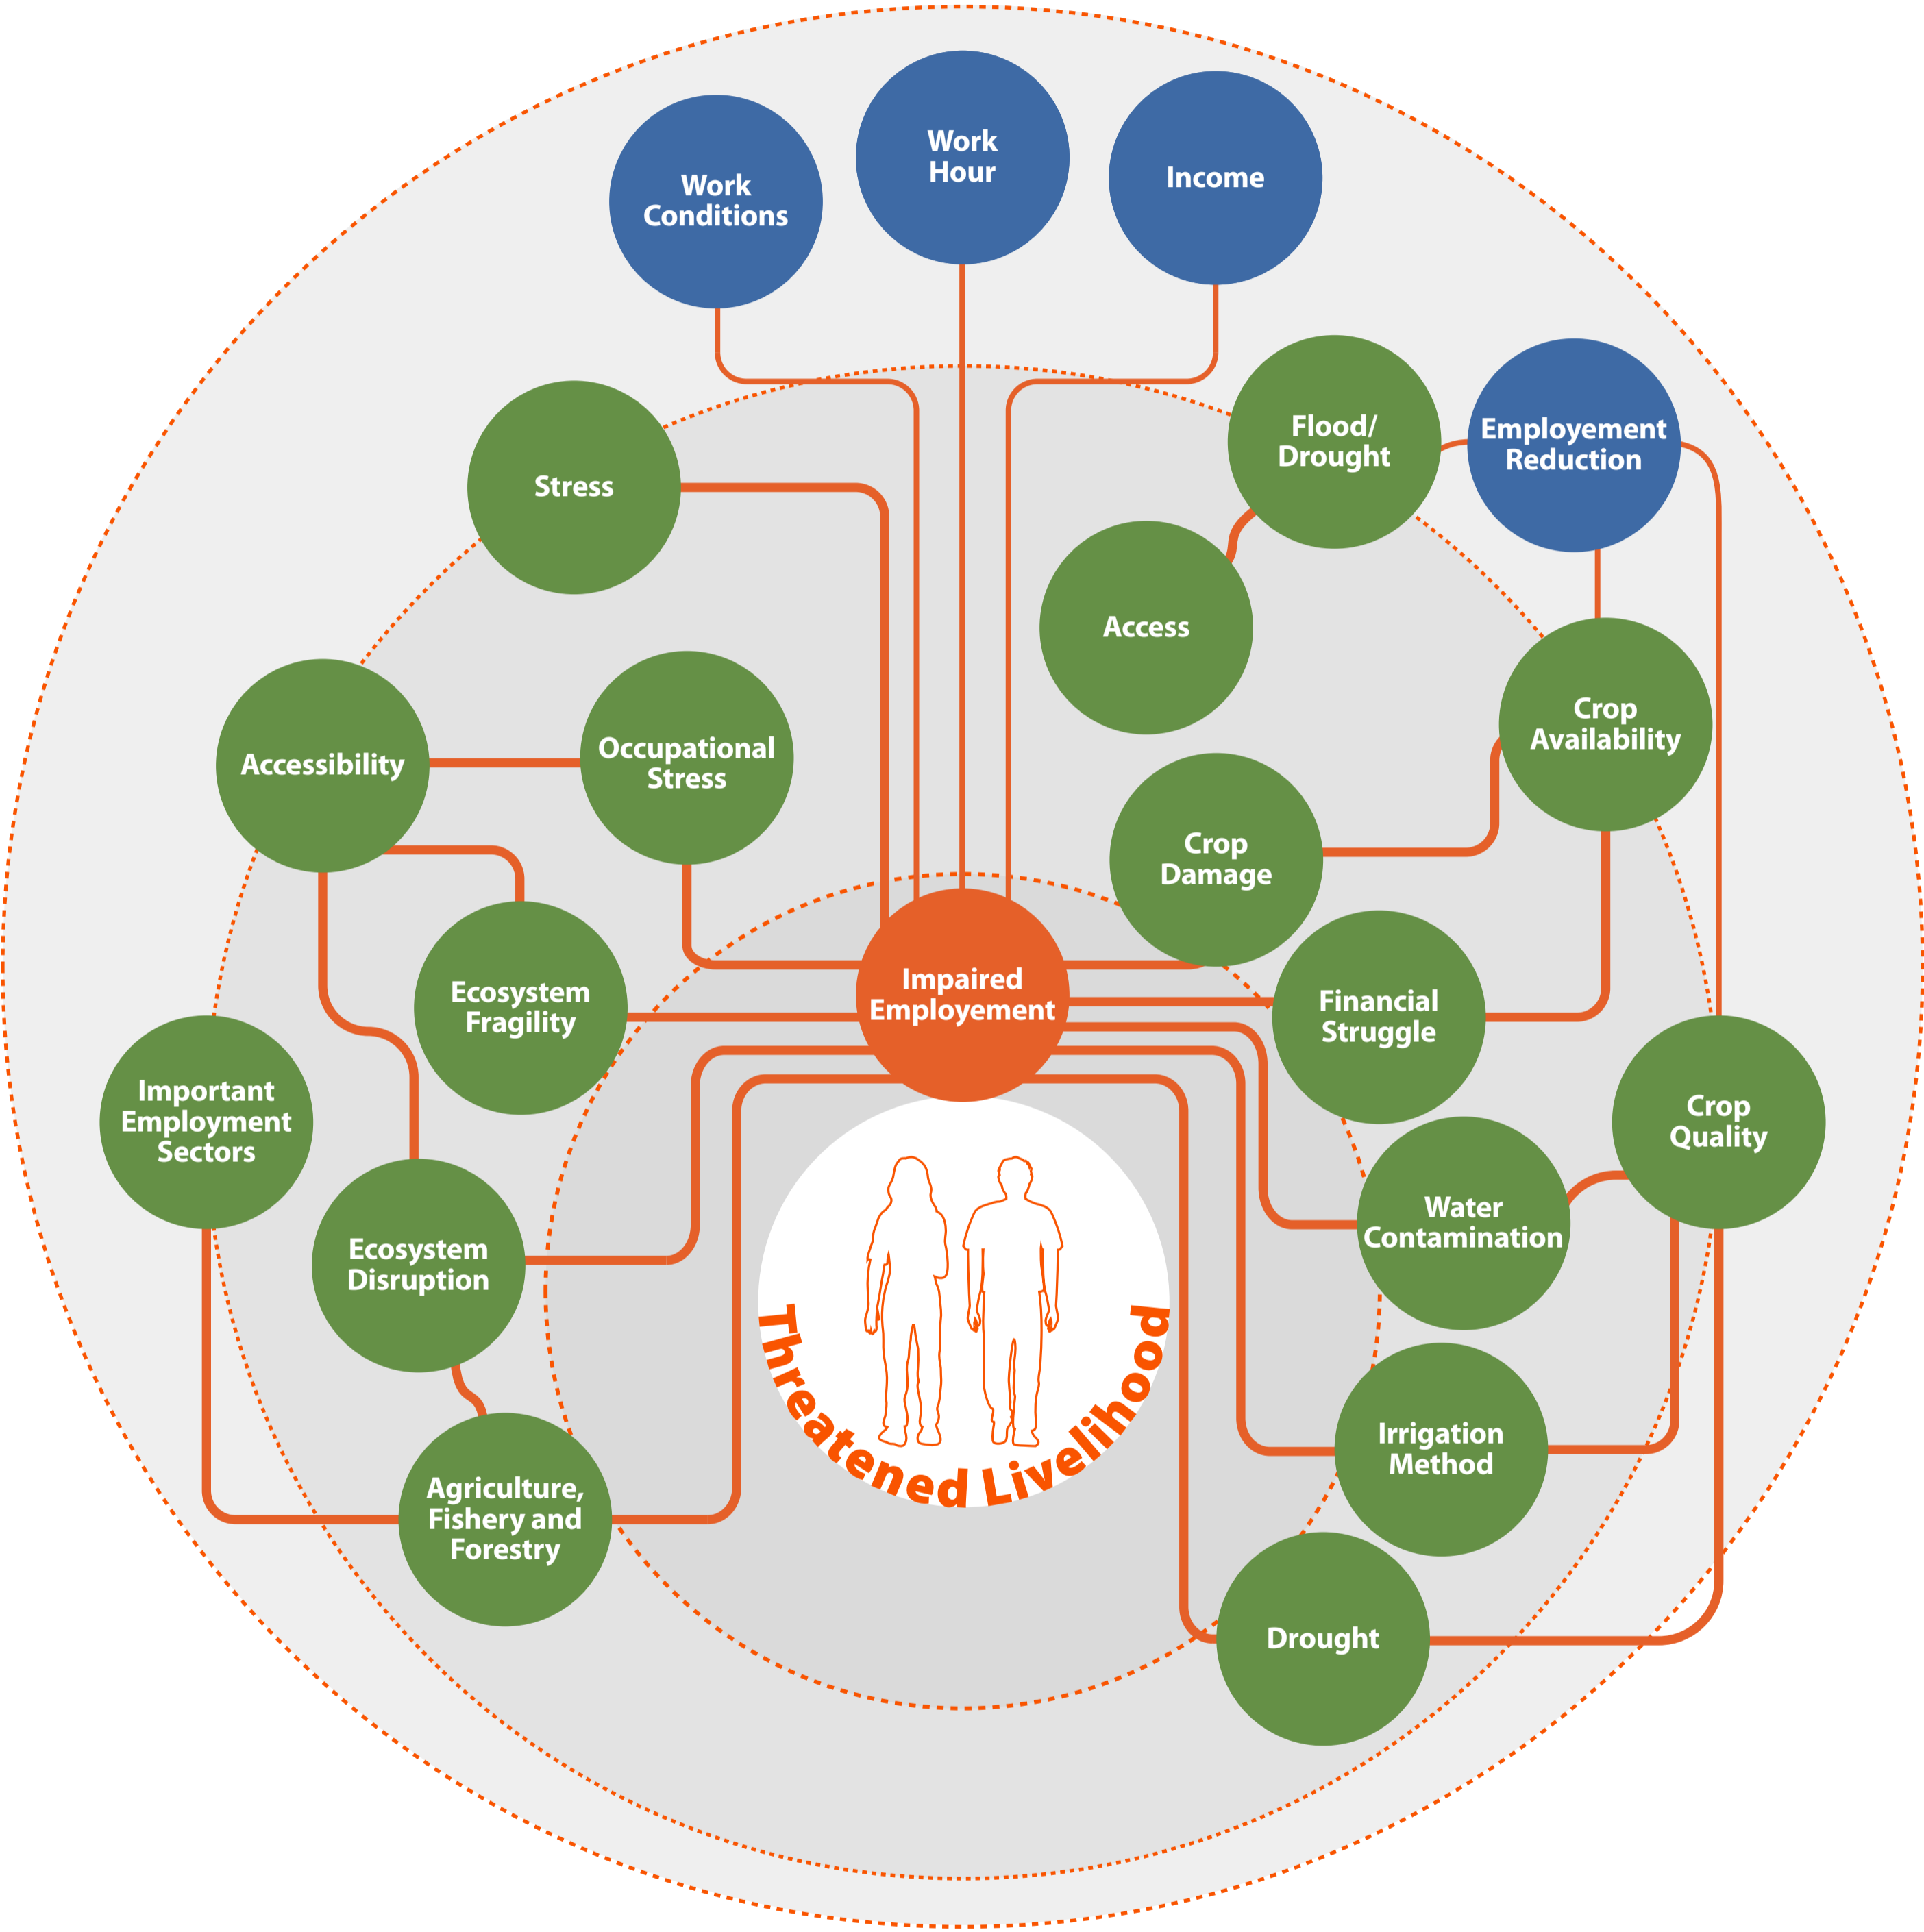 Work
Hour
Income
Work
Conditions
Flood/
Drought
Employement
Reduction
Stress
Access
Crop
Availability
Accessibility
Occupational
Stress
Crop
Damage
Impaired
Employement
Ecosystem
Fragility
Financial
Struggle
Important
Employment
Sectors
Crop
Quality
Water
Contamination
Ecosystem
Disruption
Threatened Livelihood
Irrigation
Method
Agriculture,
Fishery and
Forestry
Drought